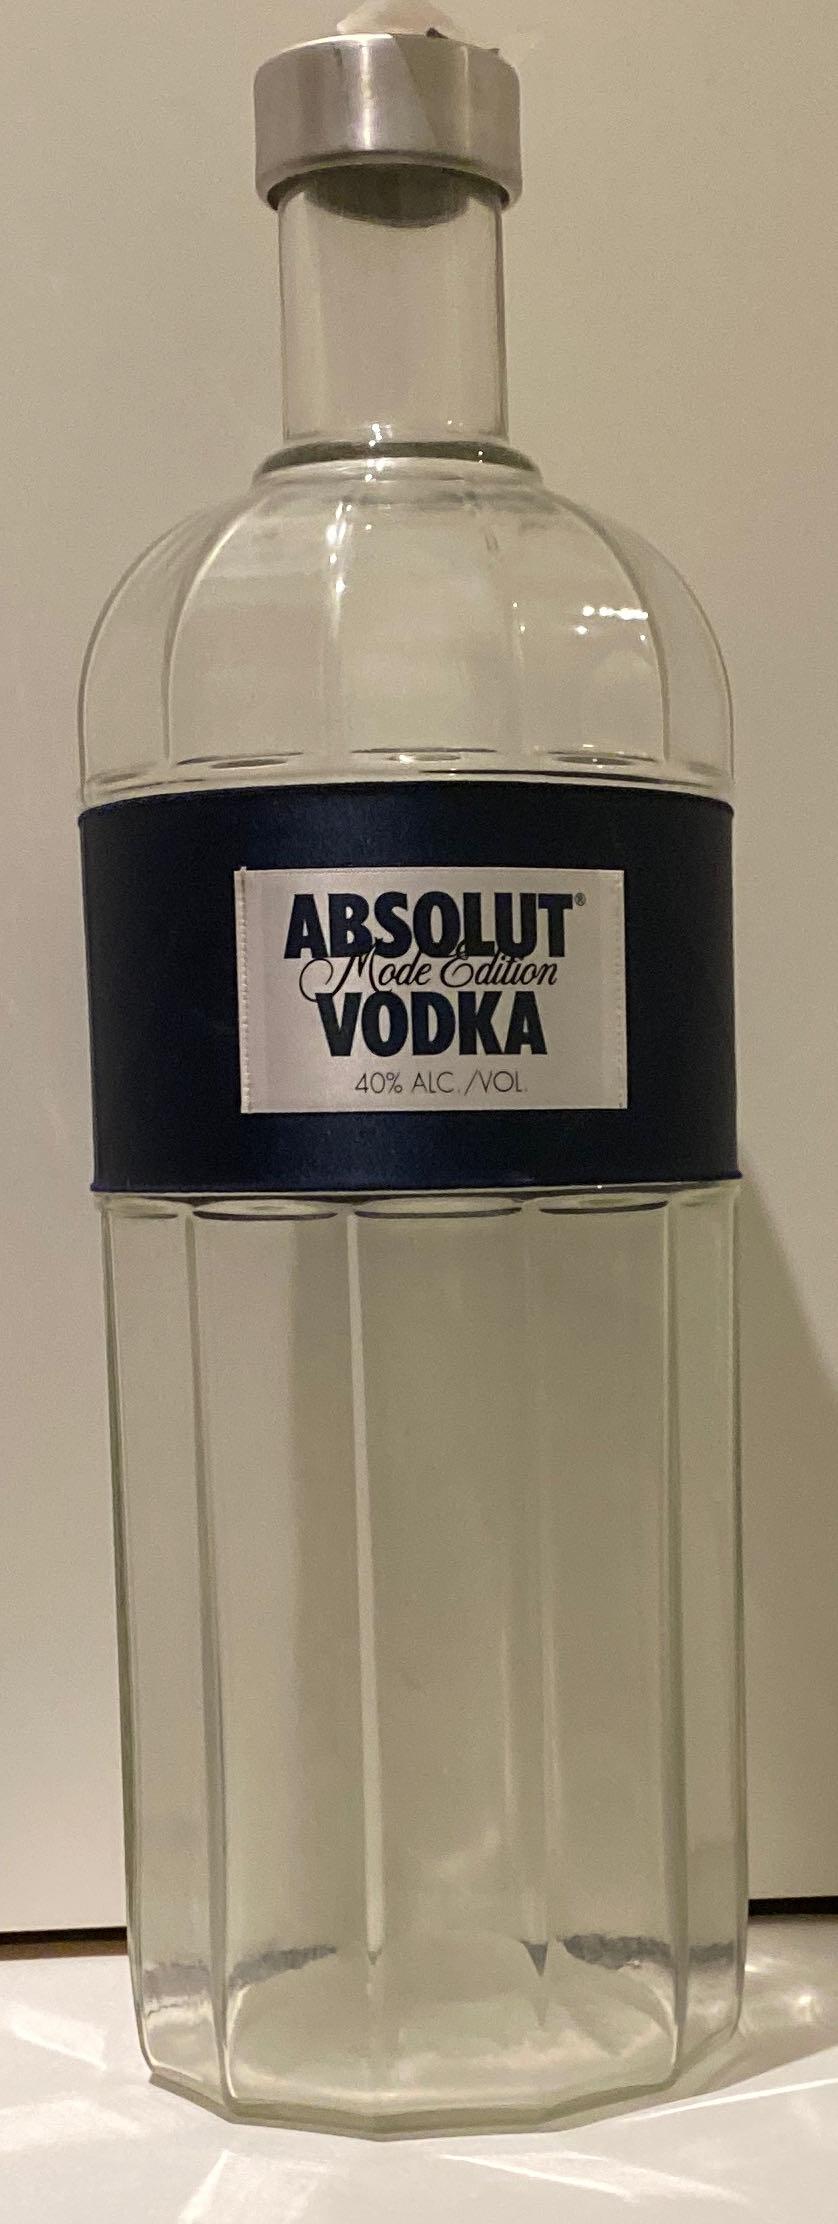 ABSOLUT®
Mode Edition
VODKA
40% ALC./VOL.